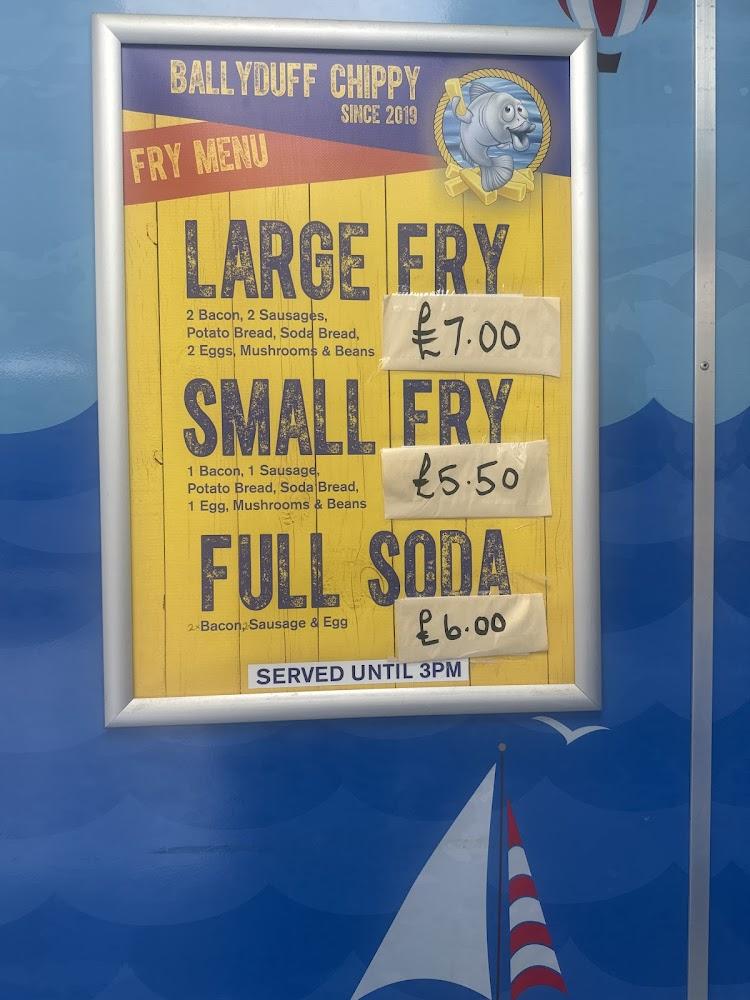 BALLYDUFF CHIPPY
SINCE 2019
FRY MENU
LARGE FRY
2 Bacon, 2 Sausages,
Potato Bread, Soda Bread,
2 Eggs, Mushrooms & Beans
£7.00
SMALL FRY
1 Bacon, 1 Sausage,
Potato Bread, Soda Bread,
1 Egg, Mushrooms & Beans
£5.50
FULL SODA
2 Bacon, 2 Sausage & Egg
£6.00
SERVED UNTIL 3PM